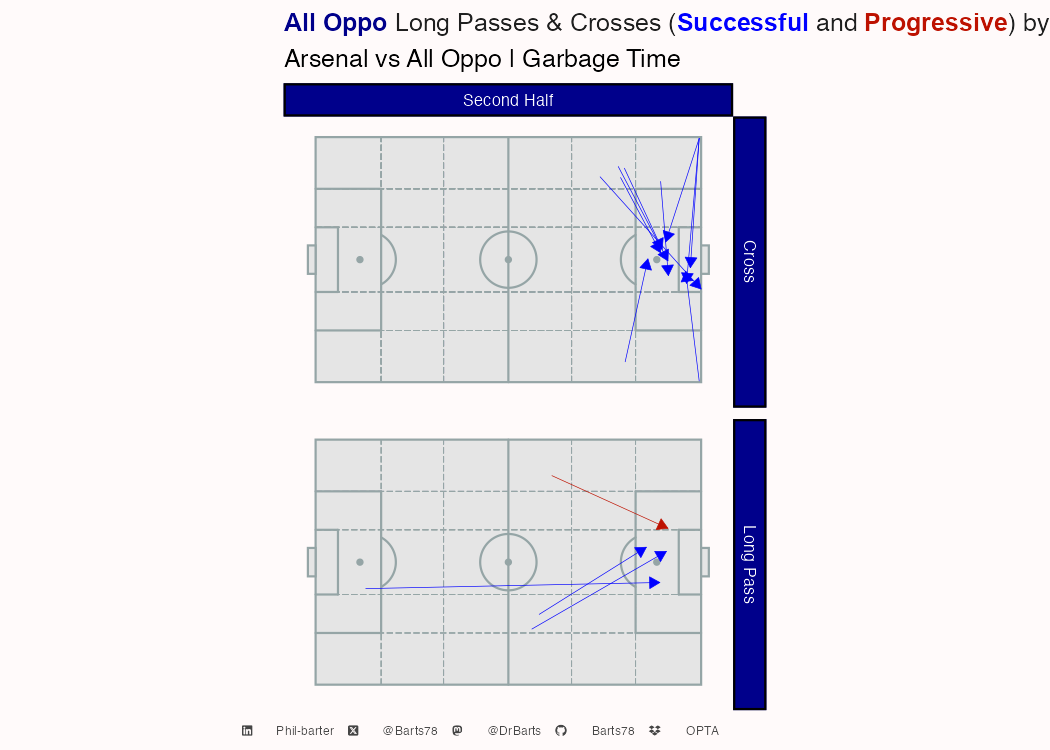 All Oppo Long Passes & Crosses (Successful and Progressive) by
Arsenal vs All Oppo | Garbage Time
Second Half
Cross
Long Pass
Phil-barter @Barts78 @DrBarts Barts78 OPTA